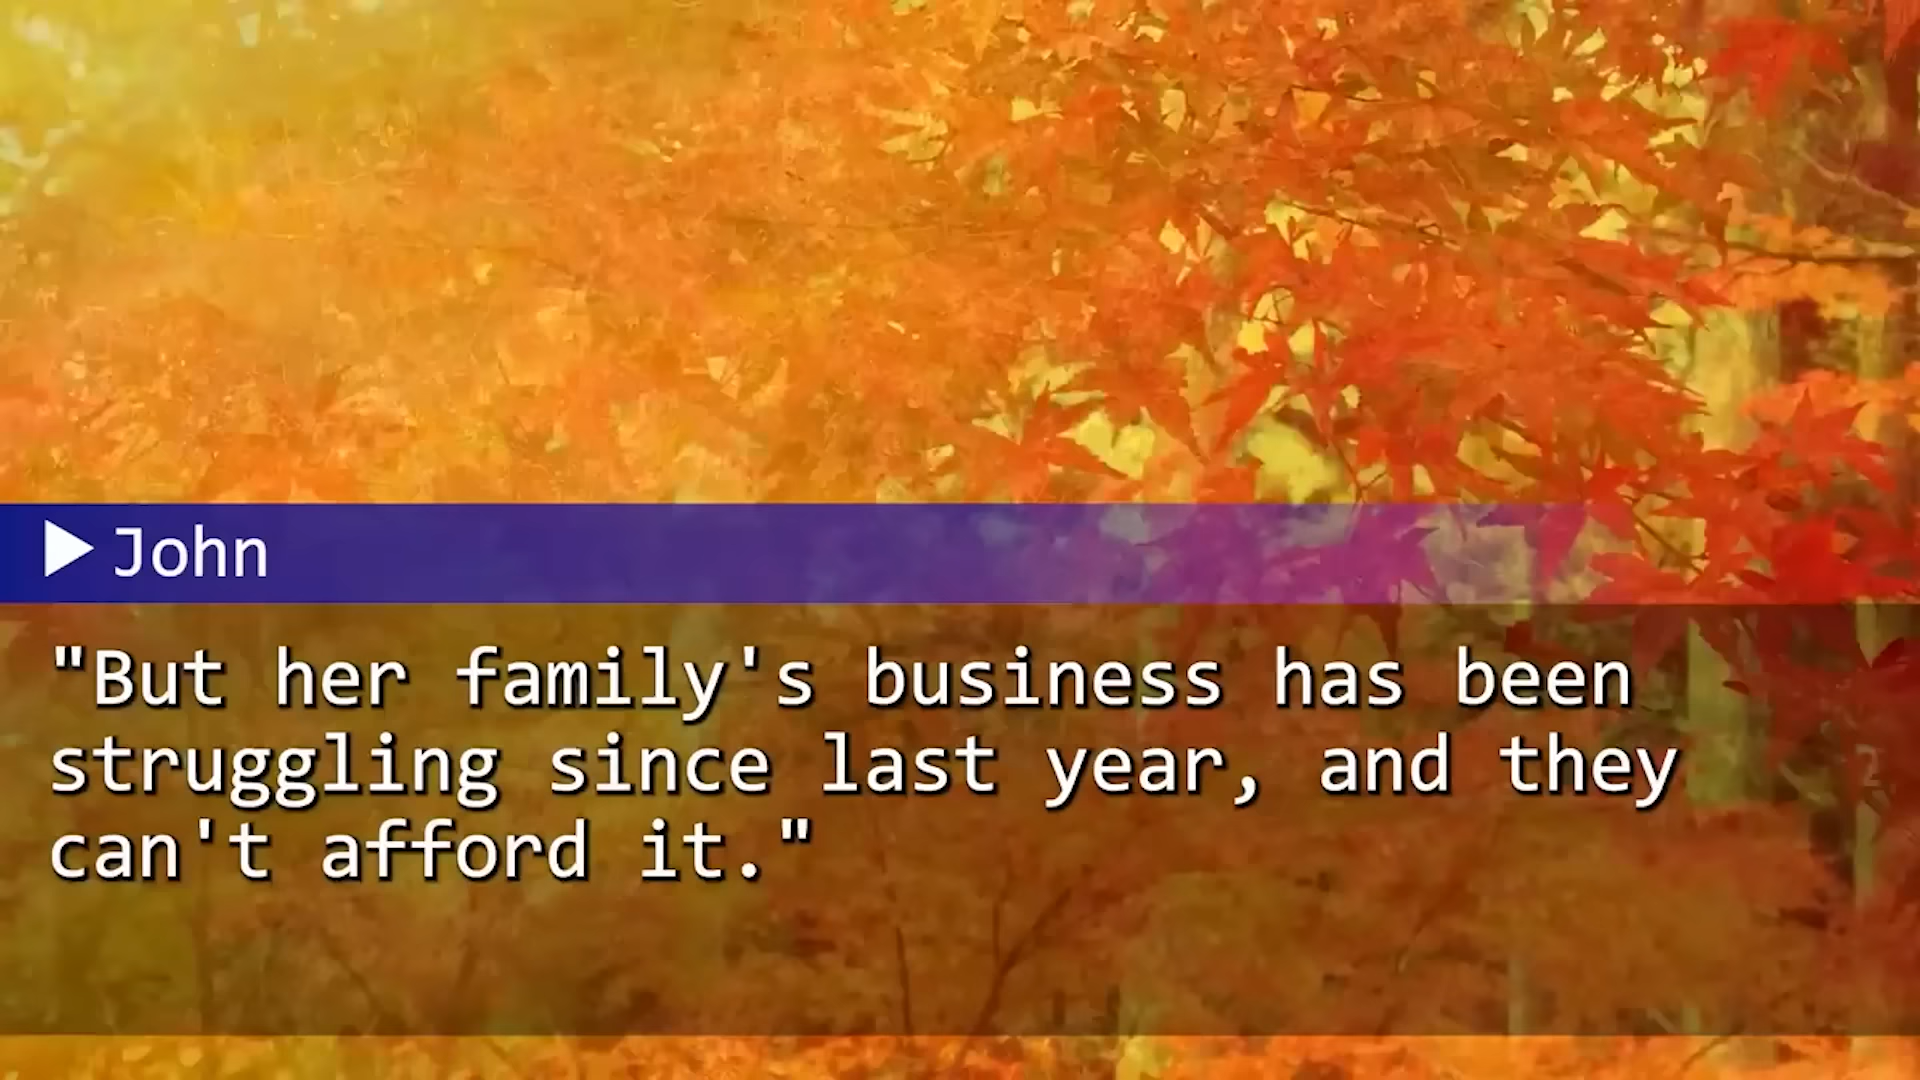 ▶ John
"But her family's business has been
struggling since last year, and they
can't afford it."